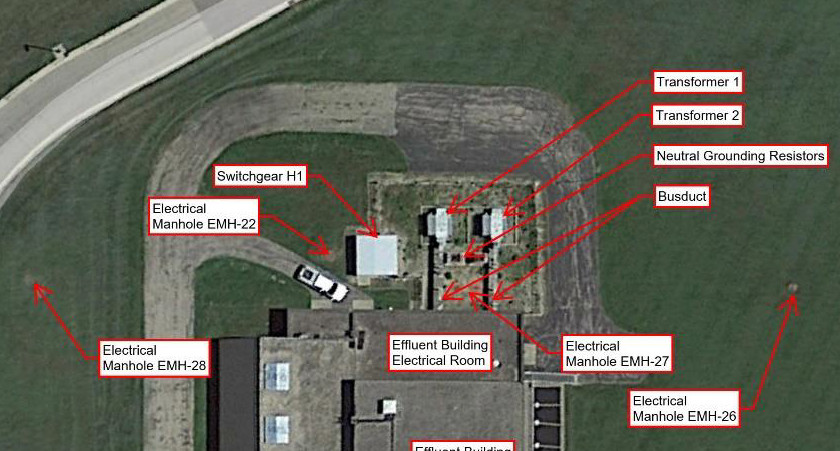 Transformer 1
Transformer 2
Neutral Grounding Resistors
Switchgear H1
Busduct
Electrical
Manhole EMH-22
Effluent Building
Electrical Room
Electrical
Manhole EMH-27
Electrical
Manhole EMH-28
Electrical
Manhole EMH-26
Effluent Building